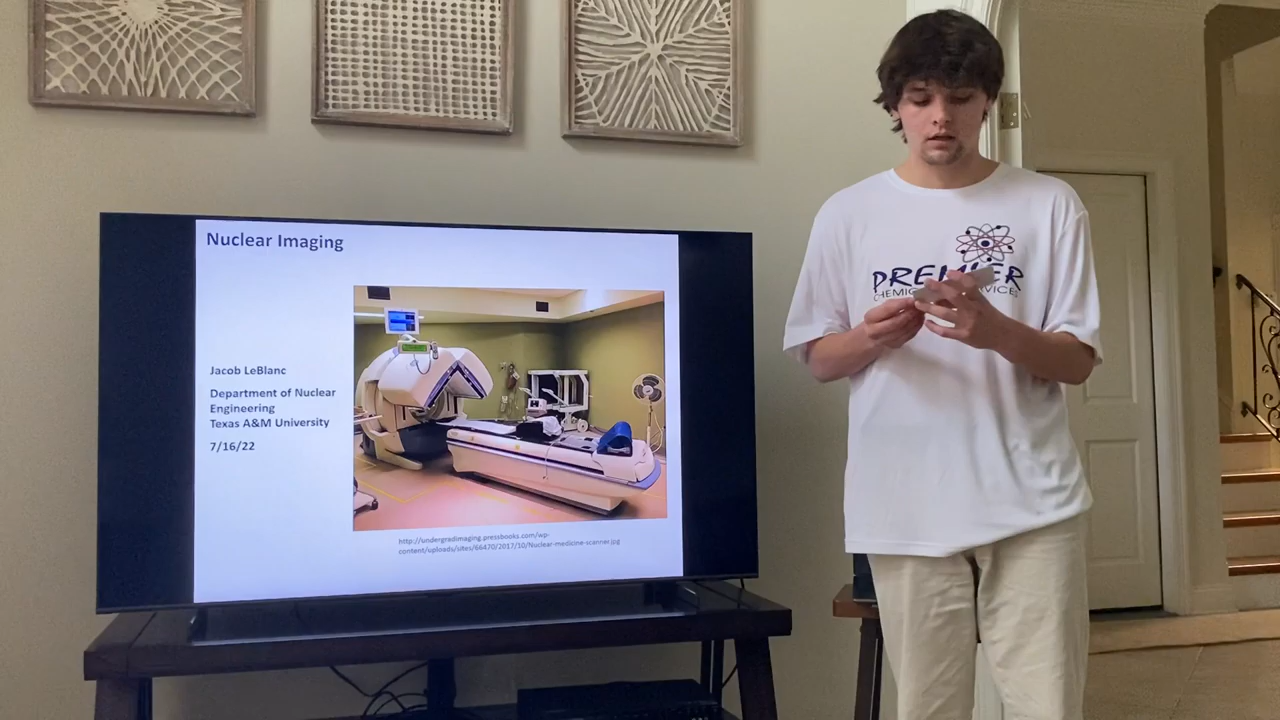 Nuclear Imaging
Jacob LeBlanc
Department of Nuclear
Engineering
Texas A&M University
7/16/22
http://undergradimaging.pressbooks.com/wp-
content/uploads/sites/66470/2017/10/Nuclear-medicine-scanner.jpg
PREMIER